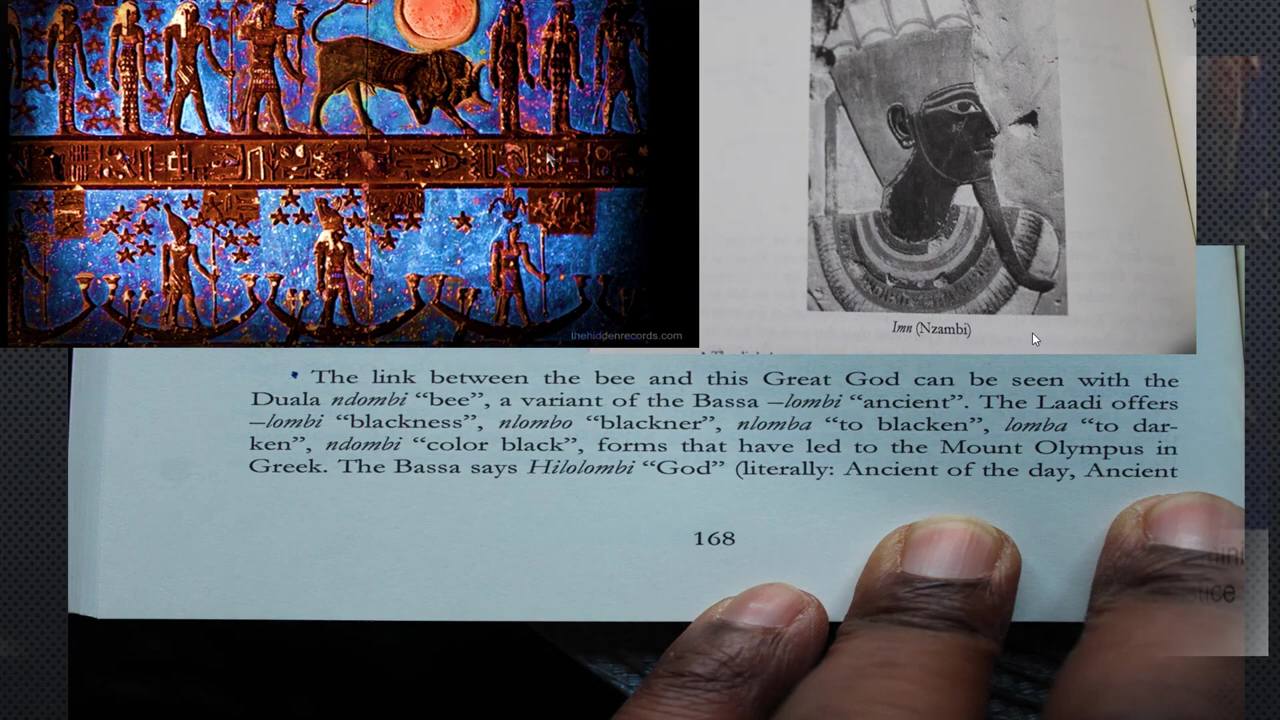 thehiddenrecords.com
Imn (Nzambi)
• The link between the bee and this Great God can be seen with the
Duala ndombi “bee”, a variant of the Bassa –lombi “ancient”. The Laadi offers
–lombi “blackness”, nlombo “blackner”, nlomba “to blacken”, lomba “to dar-
ken”, ndombi “color black”, forms that have led to the Mount Olympus in
Greek. The Bassa says Hilolombi “God” (literally: Ancient of the day, Ancient
168